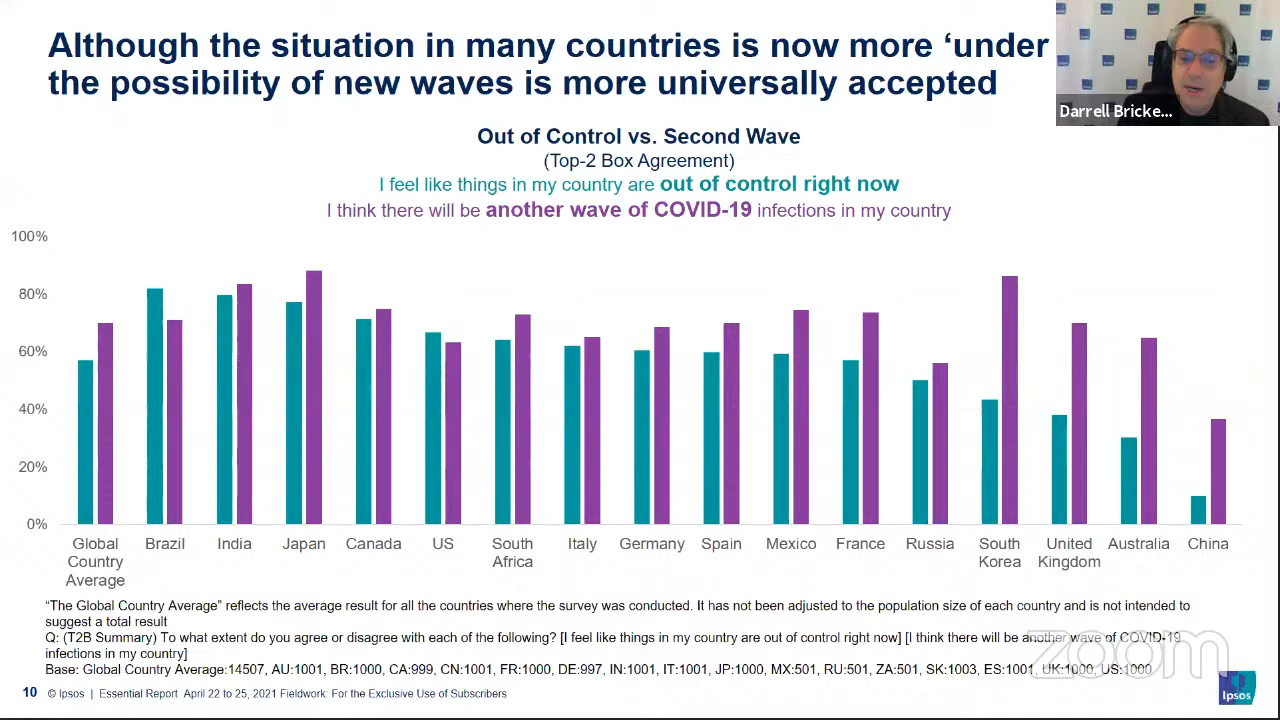 Although the situation in many countries is now more ‘under
the possibility of new waves is more universally accepted
Darrell Bricke...
Out of Control vs. Second Wave
(Top-2 Box Agreement)
I feel like things in my country are out of control right now
I think there will be another wave of COVID-19 infections in my country
100%
80%
60%
40%
20%
0%
Global Country Average
Brazil
India
Japan
Canada
US
South Africa
Italy
Germany
Spain
Mexico
France
Russia
South Korea
United Kingdom
Australia
China
“The Global Country Average” reflects the average result for all the countries where the survey was conducted. It has not been adjusted to the population size of each country and is not intended to
suggest a total result
Q: (T2B Summary) To what extent do you agree or disagree with each of the following? [I feel like things in my country are out of control right now] [I think there will be another wave of COVID-19
infections in my country]
Base: Global Country Average:14507, AU:1001, BR:1000, CA:999, CN:1001, FR:1000, DE:997, IN:1001, IT:1001, JP:1000, MX:501, RU:501, ZA:501, SK:1003, ES:1001, UK:1000, US:1000
zoom
10 © Ipsos | Essential Report April 22 to 25, 2021 Fieldwork: For the Exclusive Use of Subscribers
Ipsos